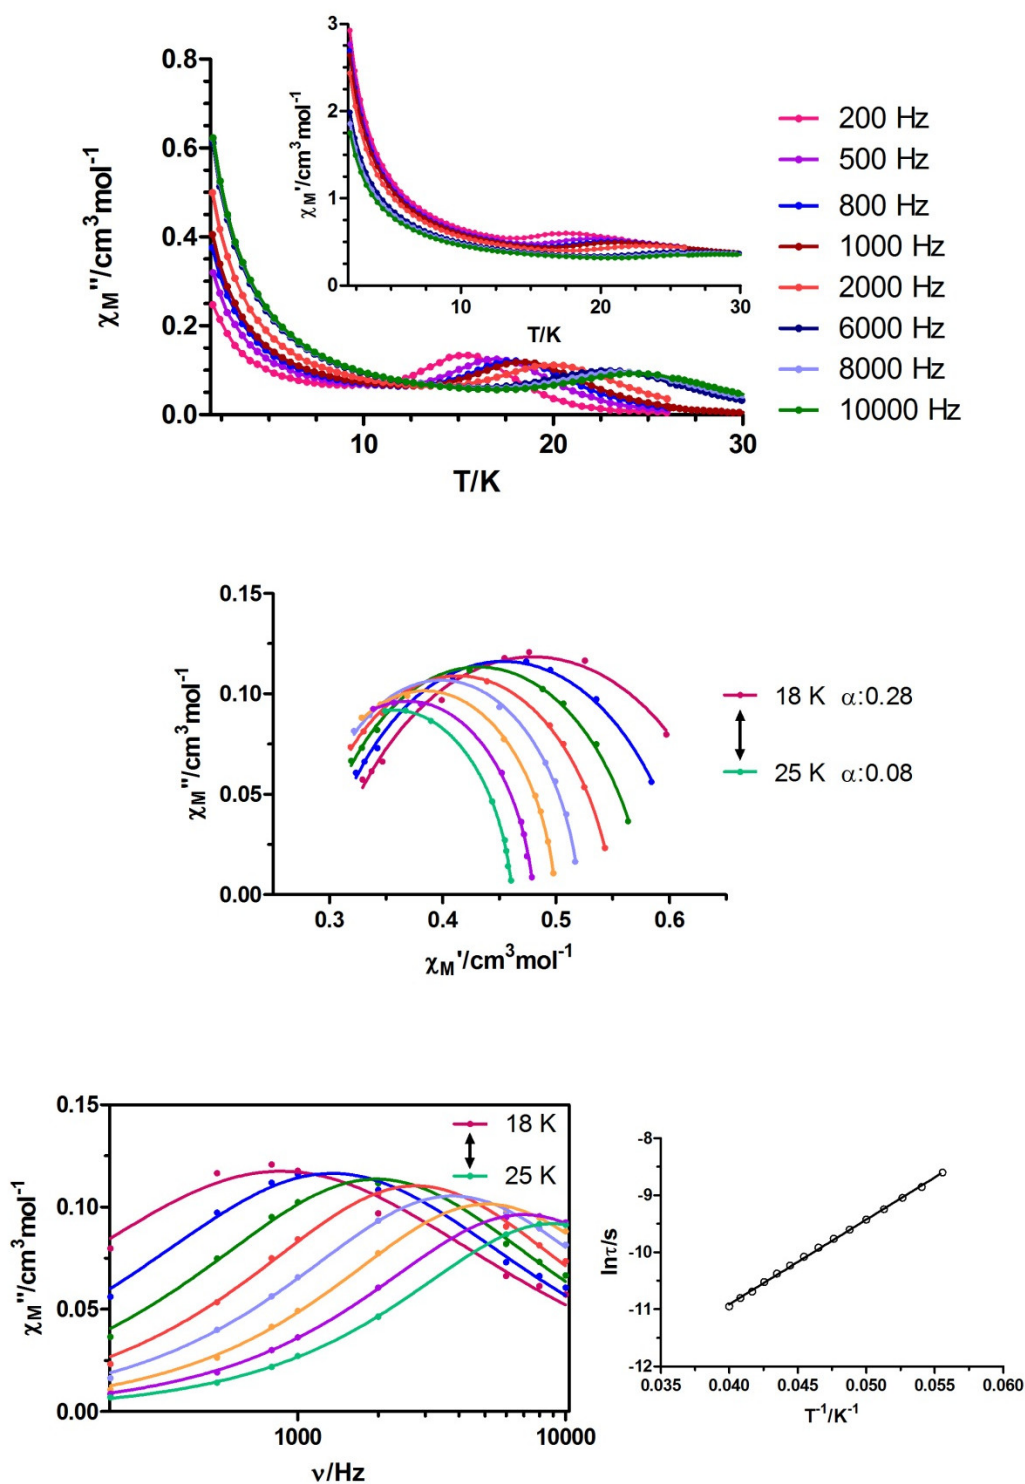 3
2
1
0
χM'/cm³mol⁻¹
10
20
30
T/K
0.8
0.6
0.4
0.2
0.0
χM''/cm³mol⁻¹
10
20
30
T/K
200 Hz
500 Hz
800 Hz
1000 Hz
2000 Hz
6000 Hz
8000 Hz
10000 Hz
0.15
0.10
0.05
0.00
χM''/cm³mol⁻¹
0.3
0.4
0.5
0.6
χM'/cm³mol⁻¹
18 K α:0.28
25 K α:0.08
0.15
0.10
0.05
0.00
χM''/cm³mol⁻¹
1000
10000
ν/Hz
18 K
25 K
-8
-9
-10
-11
-12
lnτ/s
0.035
0.040
0.045
0.050
0.055
0.060
T⁻¹/K⁻¹